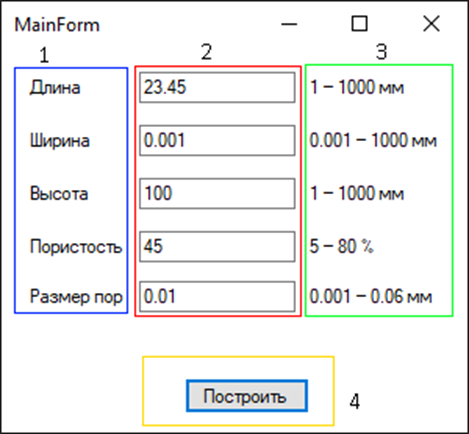 MainForm
1 2 3
Длина 23.45 1 – 1000 мм
Ширина 0.001 0.001 – 1000 мм
Высота 100 1 – 1000 мм
Пористость 45 5 – 80 %
Размер пор 0.01 0.001 – 0.06 мм
Построить 4